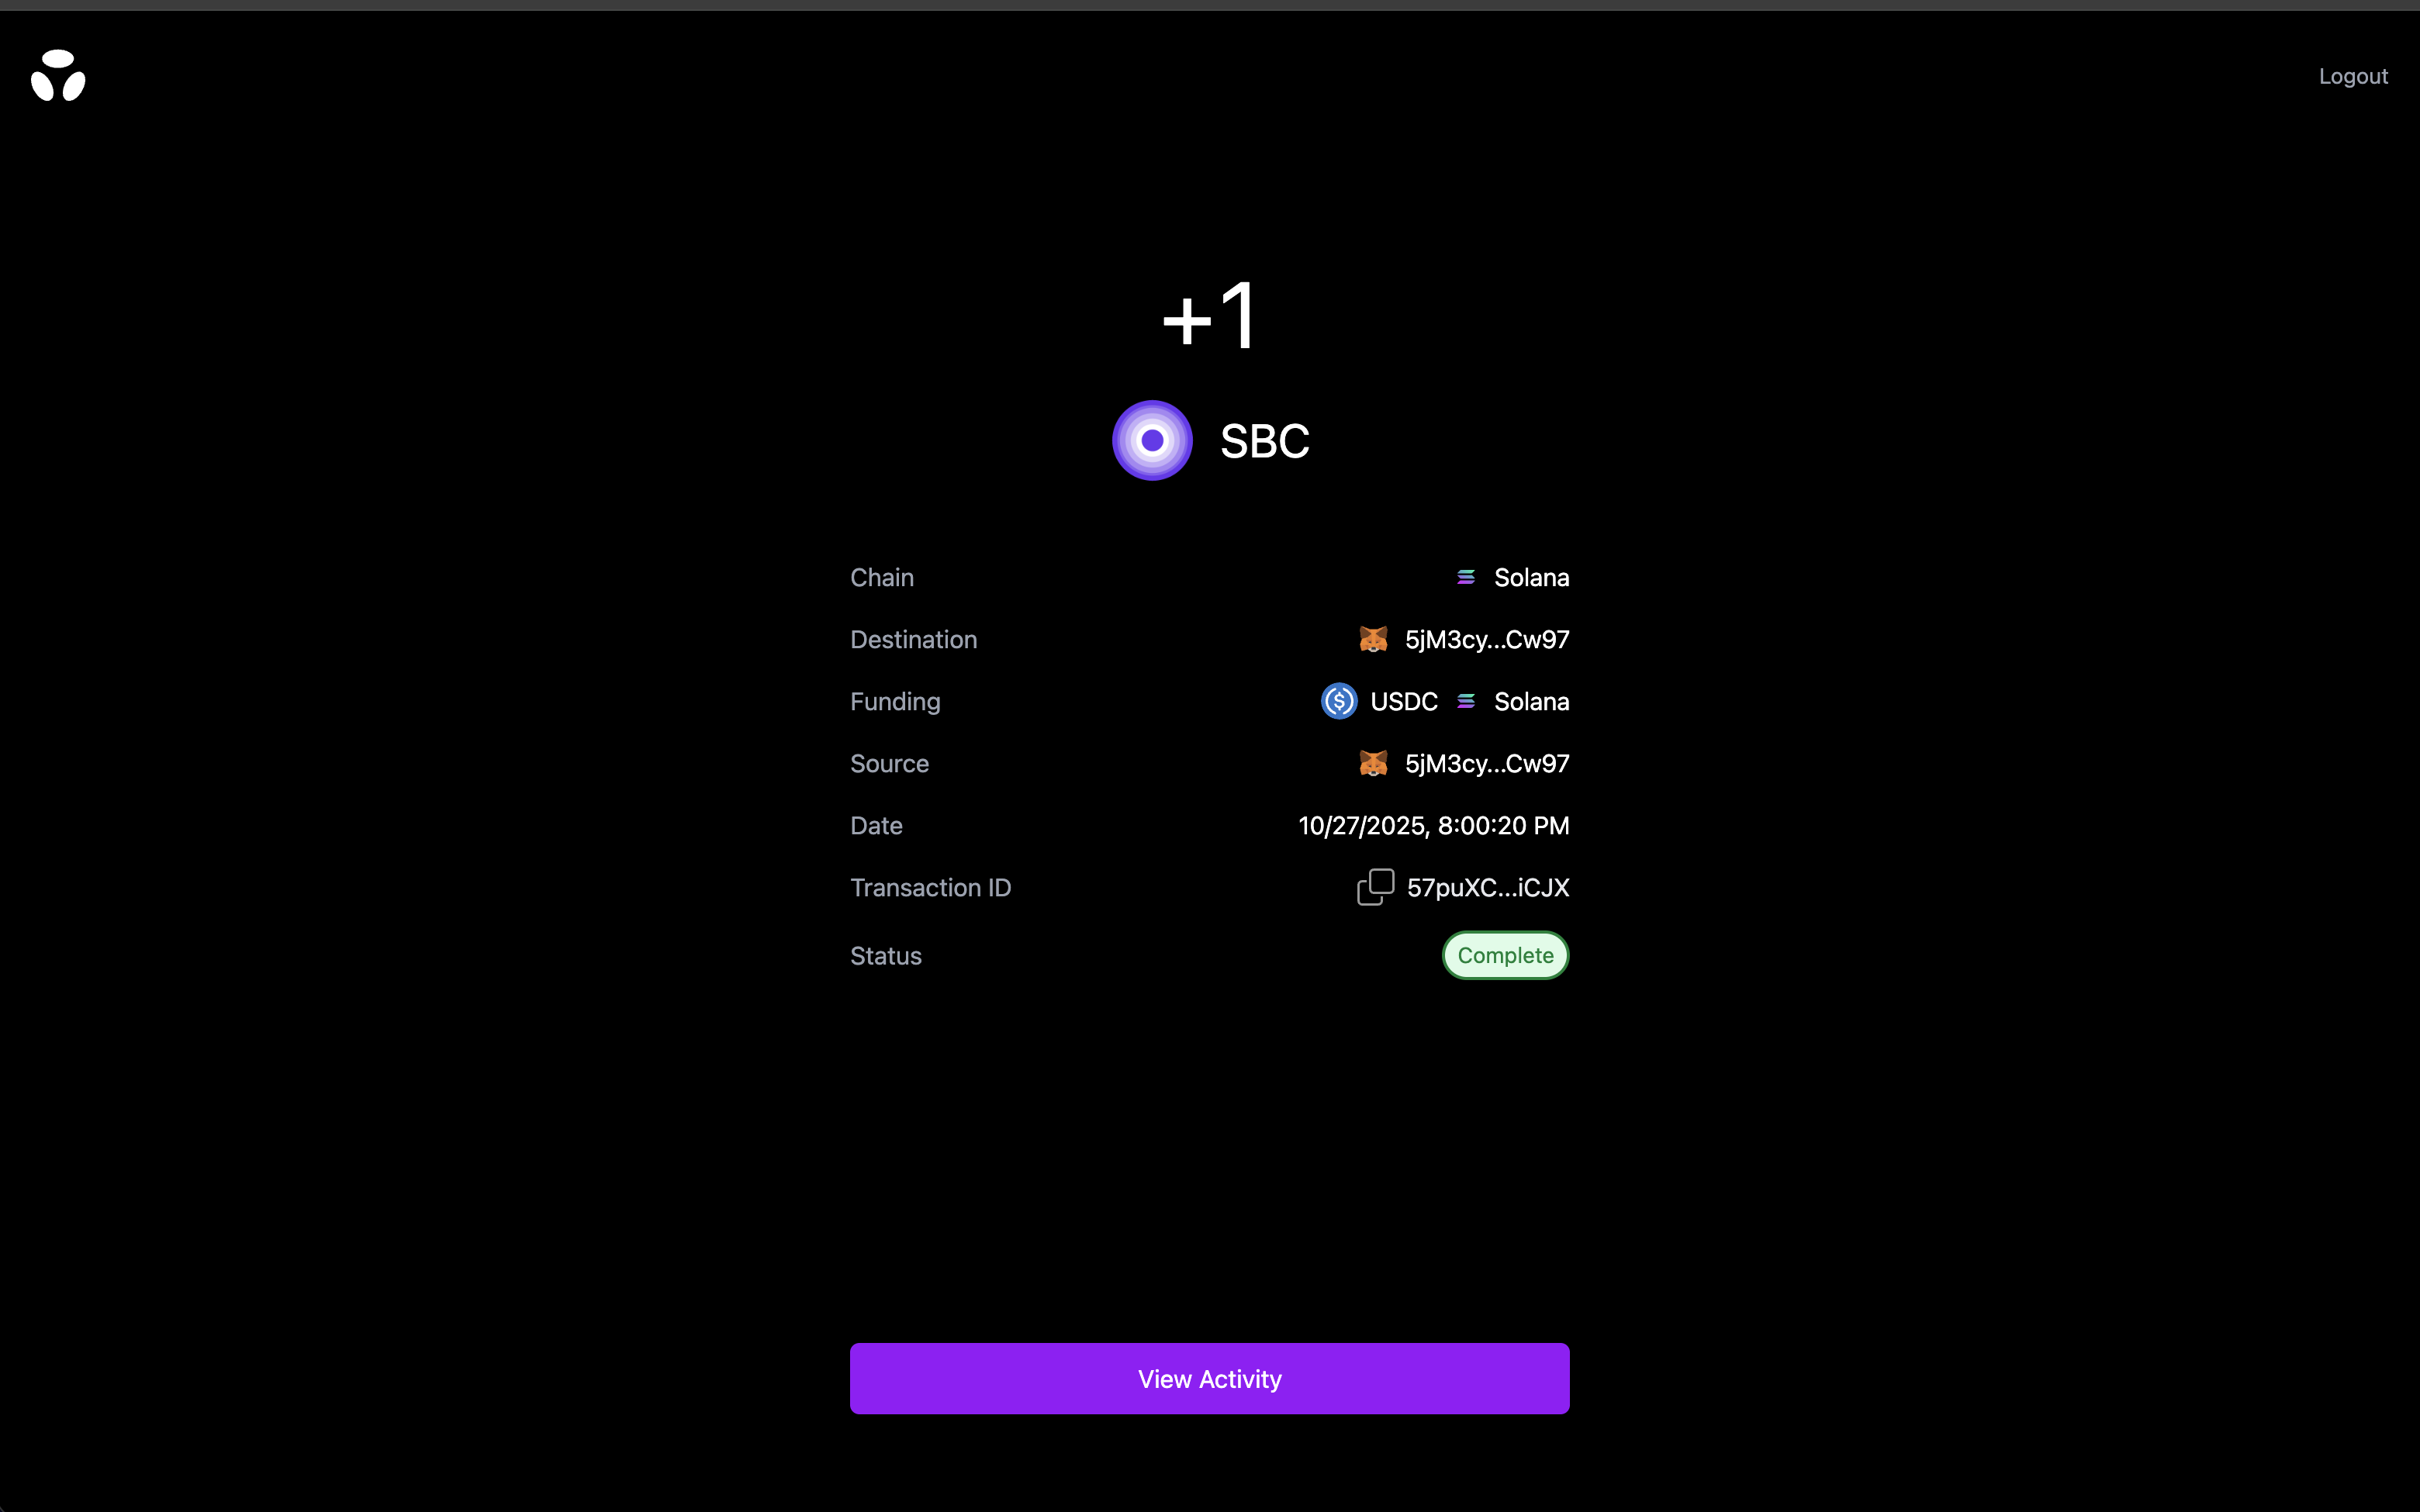 Logout
+1
SBC
Chain Solana
Destination 5jM3cy...Cw97
Funding USDC Solana
Source 5jM3cy...Cw97
Date 10/27/2025, 8:00:20 PM
Transaction ID 57puXC...iCJX
Status Complete
View Activity